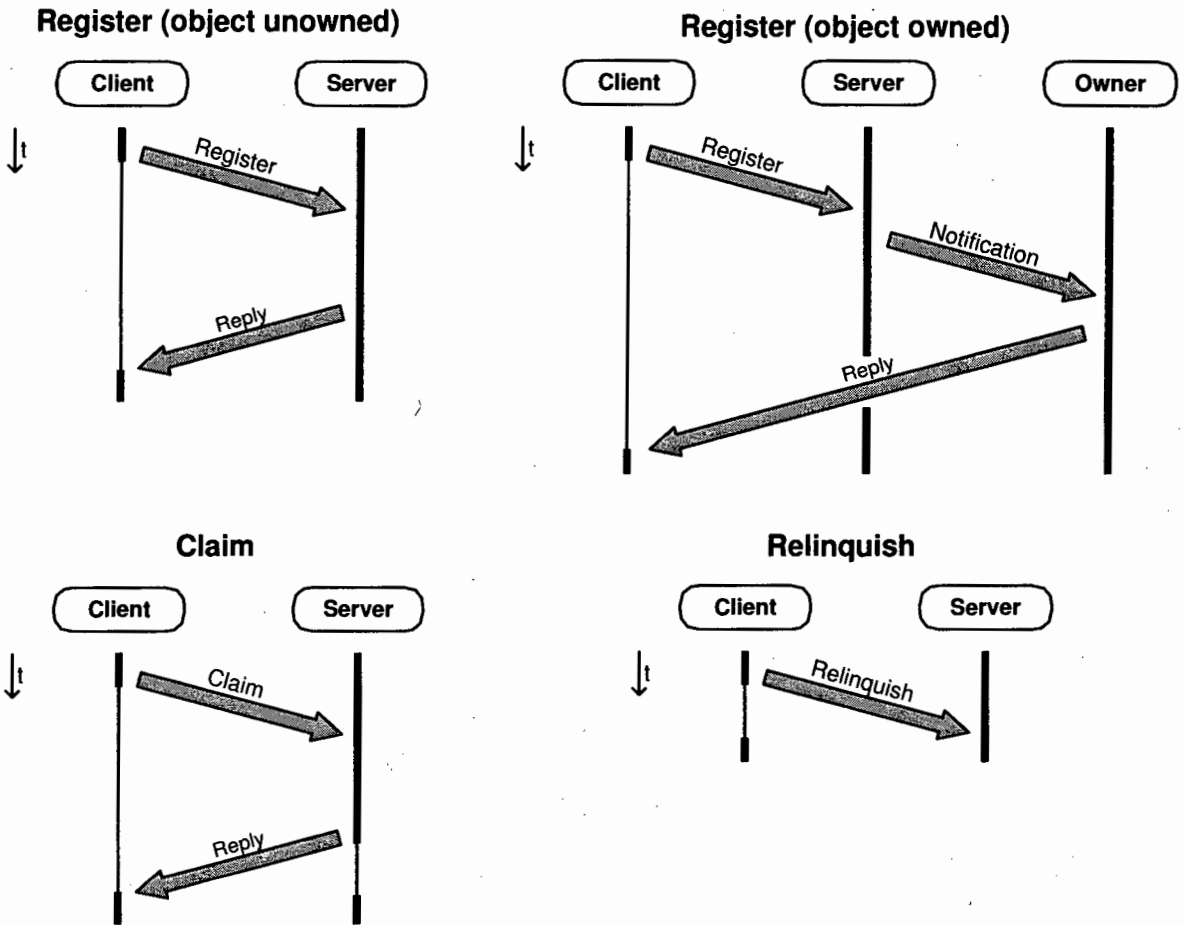 Register (object unowned)
Client
Server
t
Register
Reply
Register (object owned)
Client
Server
Owner
t
Register
Notification
Reply
Claim
Client
Server
t
Claim
Reply
Relinquish
Client
Server
t
Relinquish